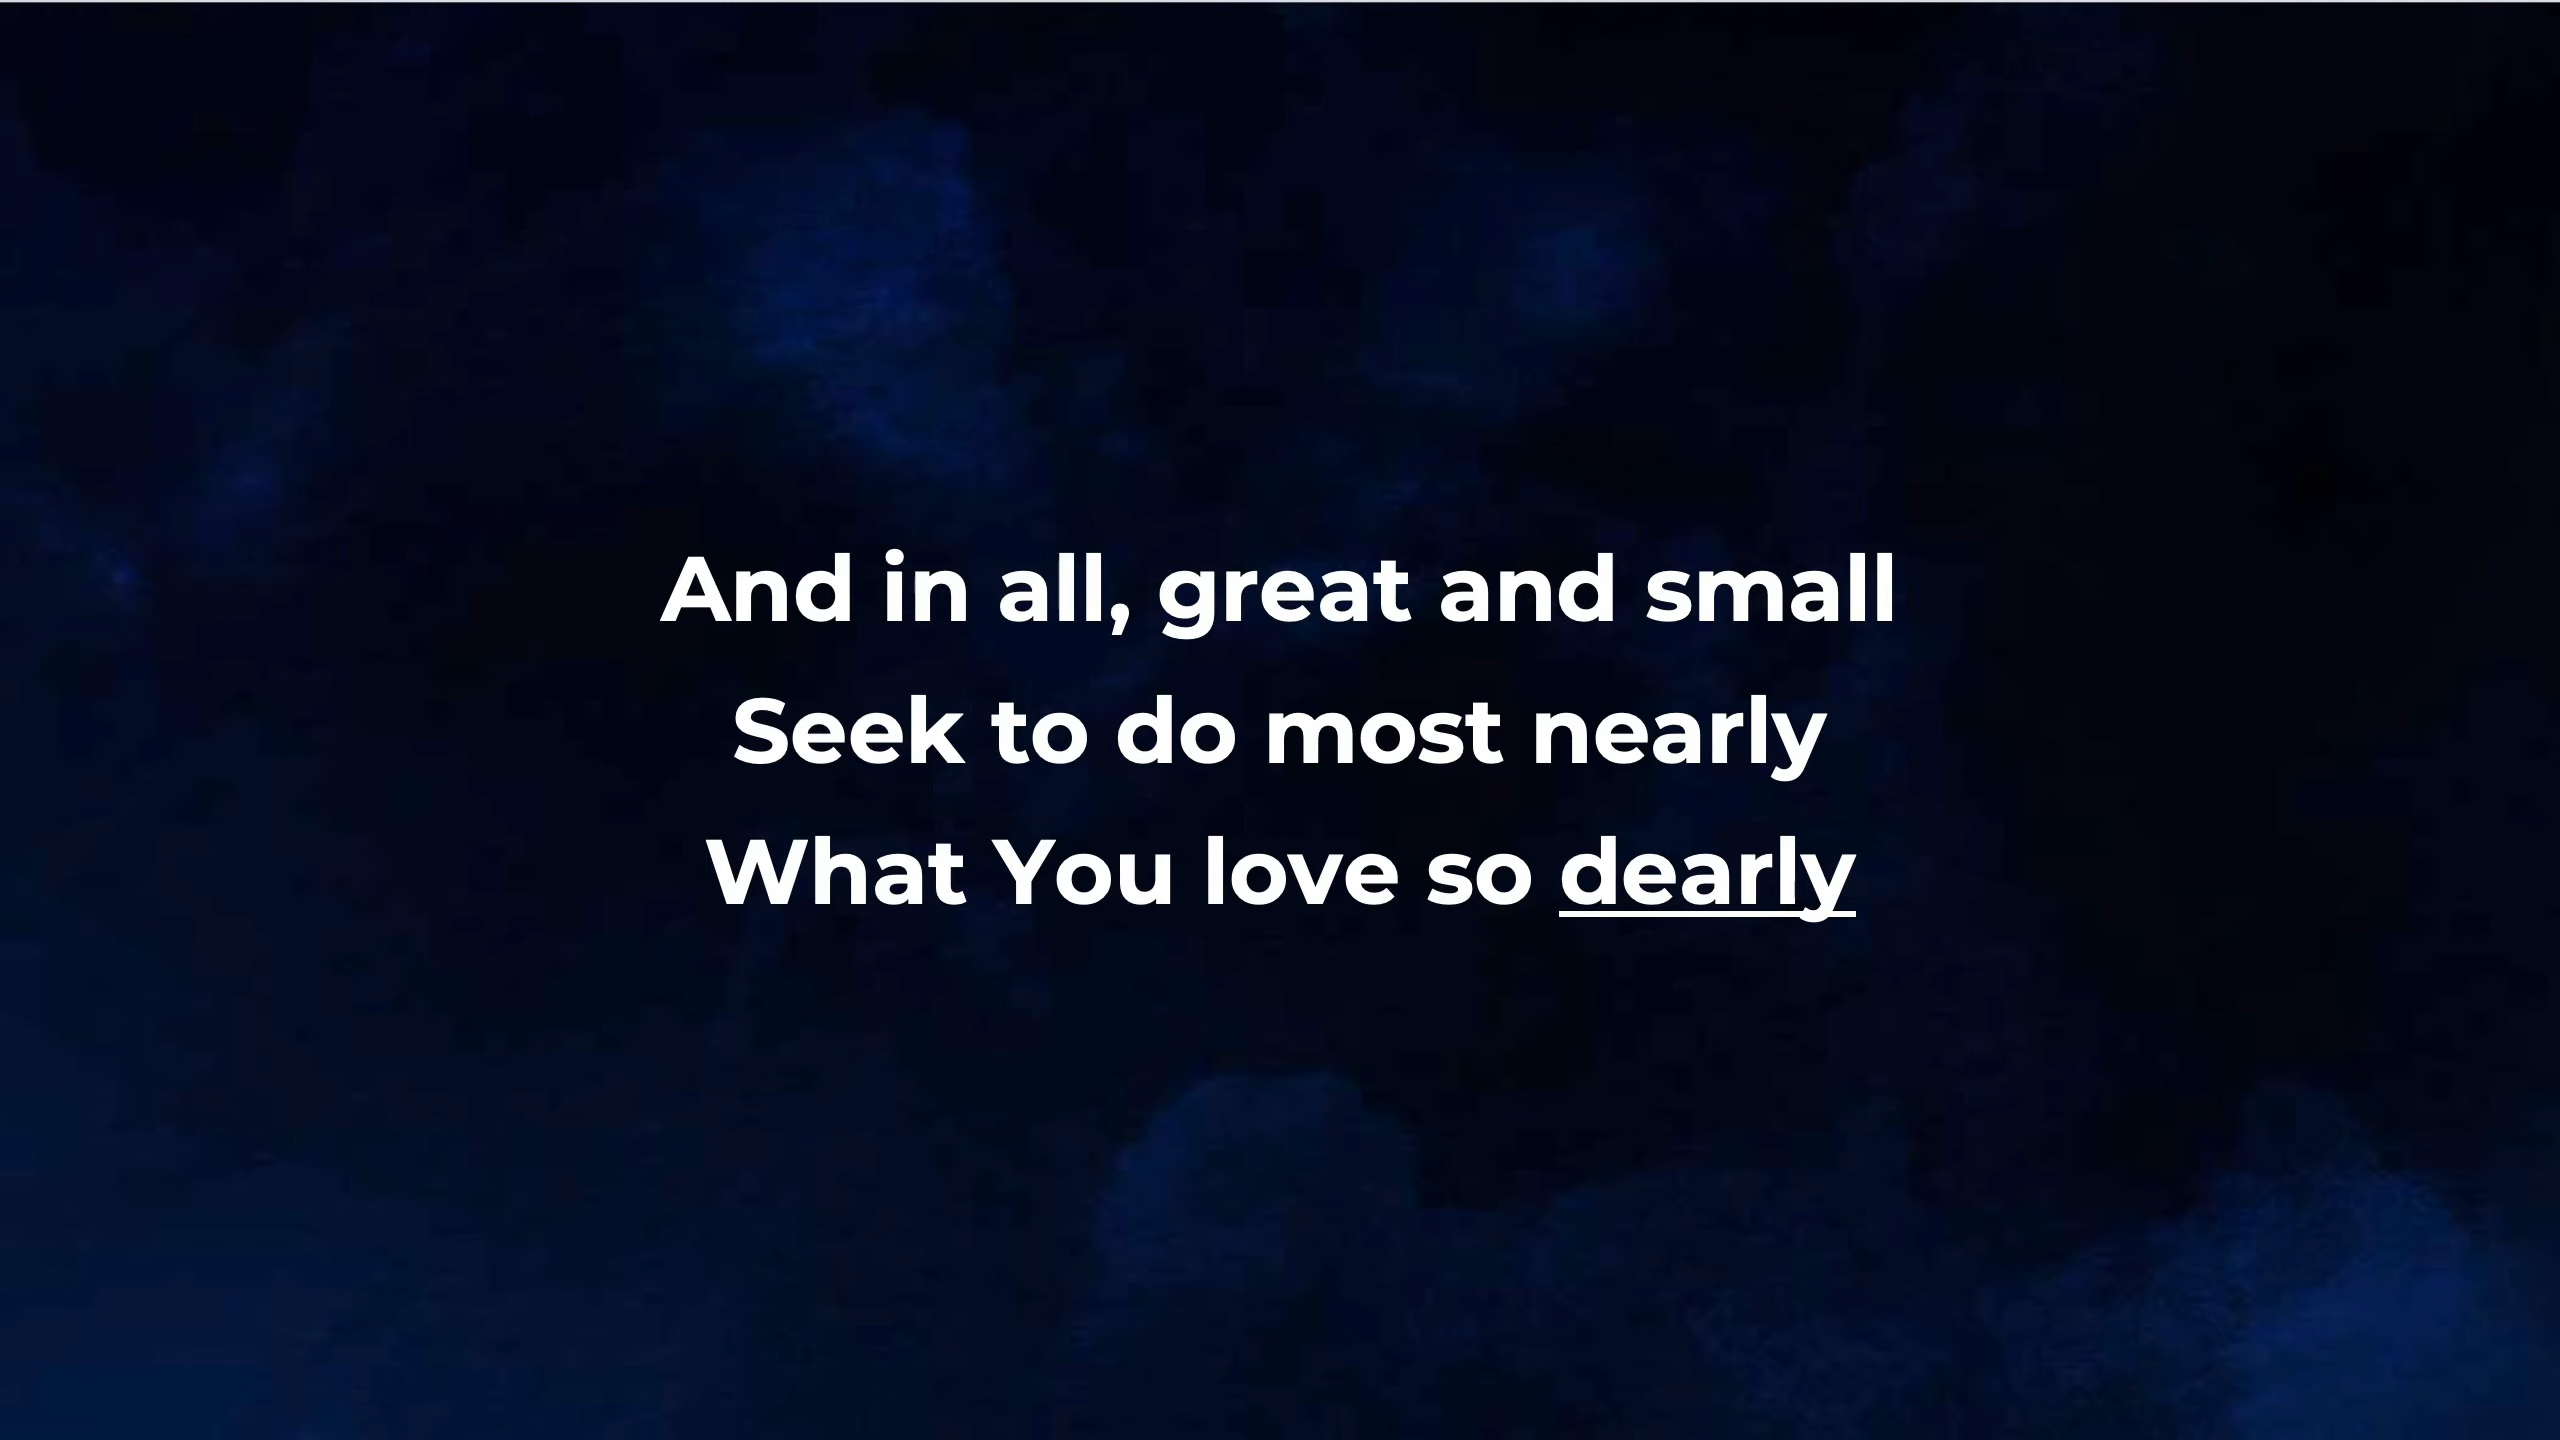 And in all, great and small
Seek to do most nearly
What You love so dearly